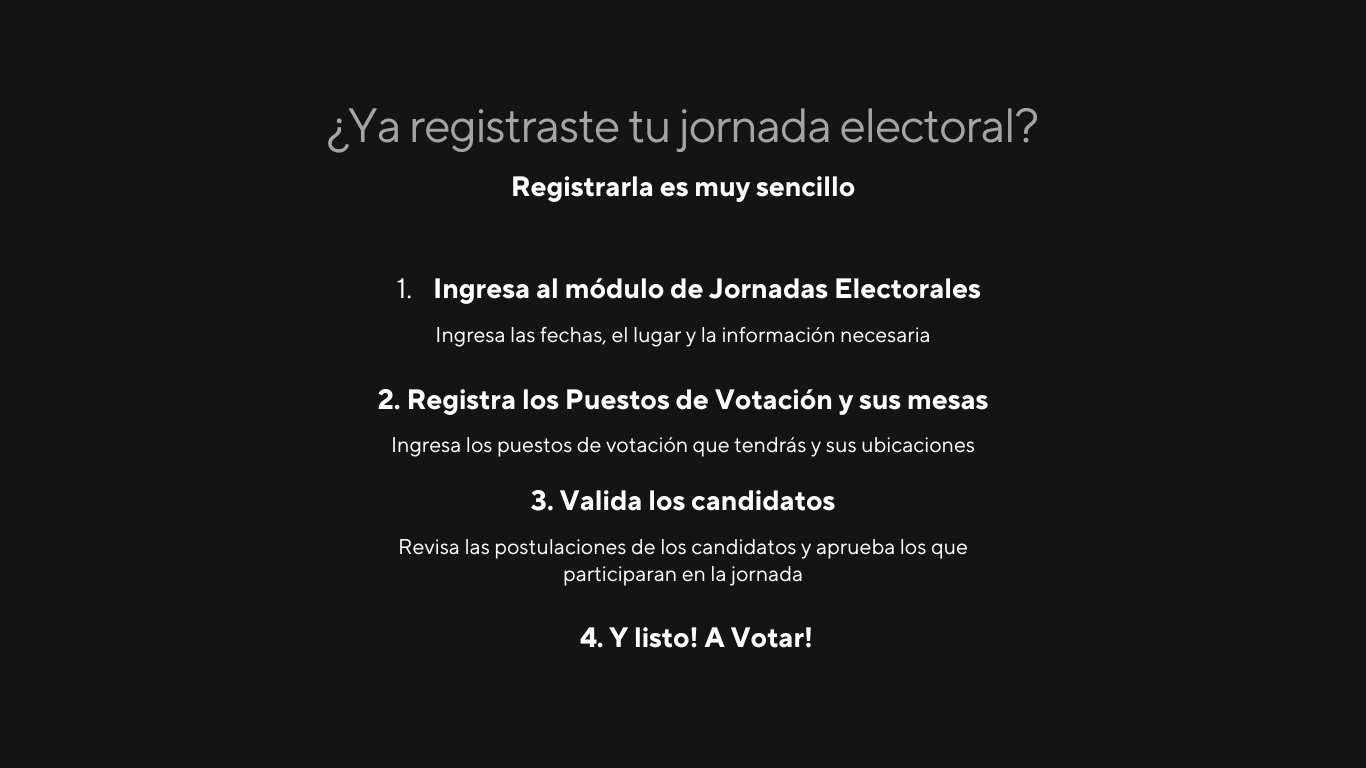 ¿Ya registraste tu jornada electoral?
Registrarla es muy sencillo
1. Ingresa al módulo de Jornadas Electorales
Ingresa las fechas, el lugar y la información necesaria
2. Registra los Puestos de Votación y sus mesas
Ingresa los puestos de votación que tendrás y sus ubicaciones
3. Valida los candidatos
Revisa las postulaciones de los candidatos y aprueba los que
participaran en la jornada
4. Y listo! A Votar!